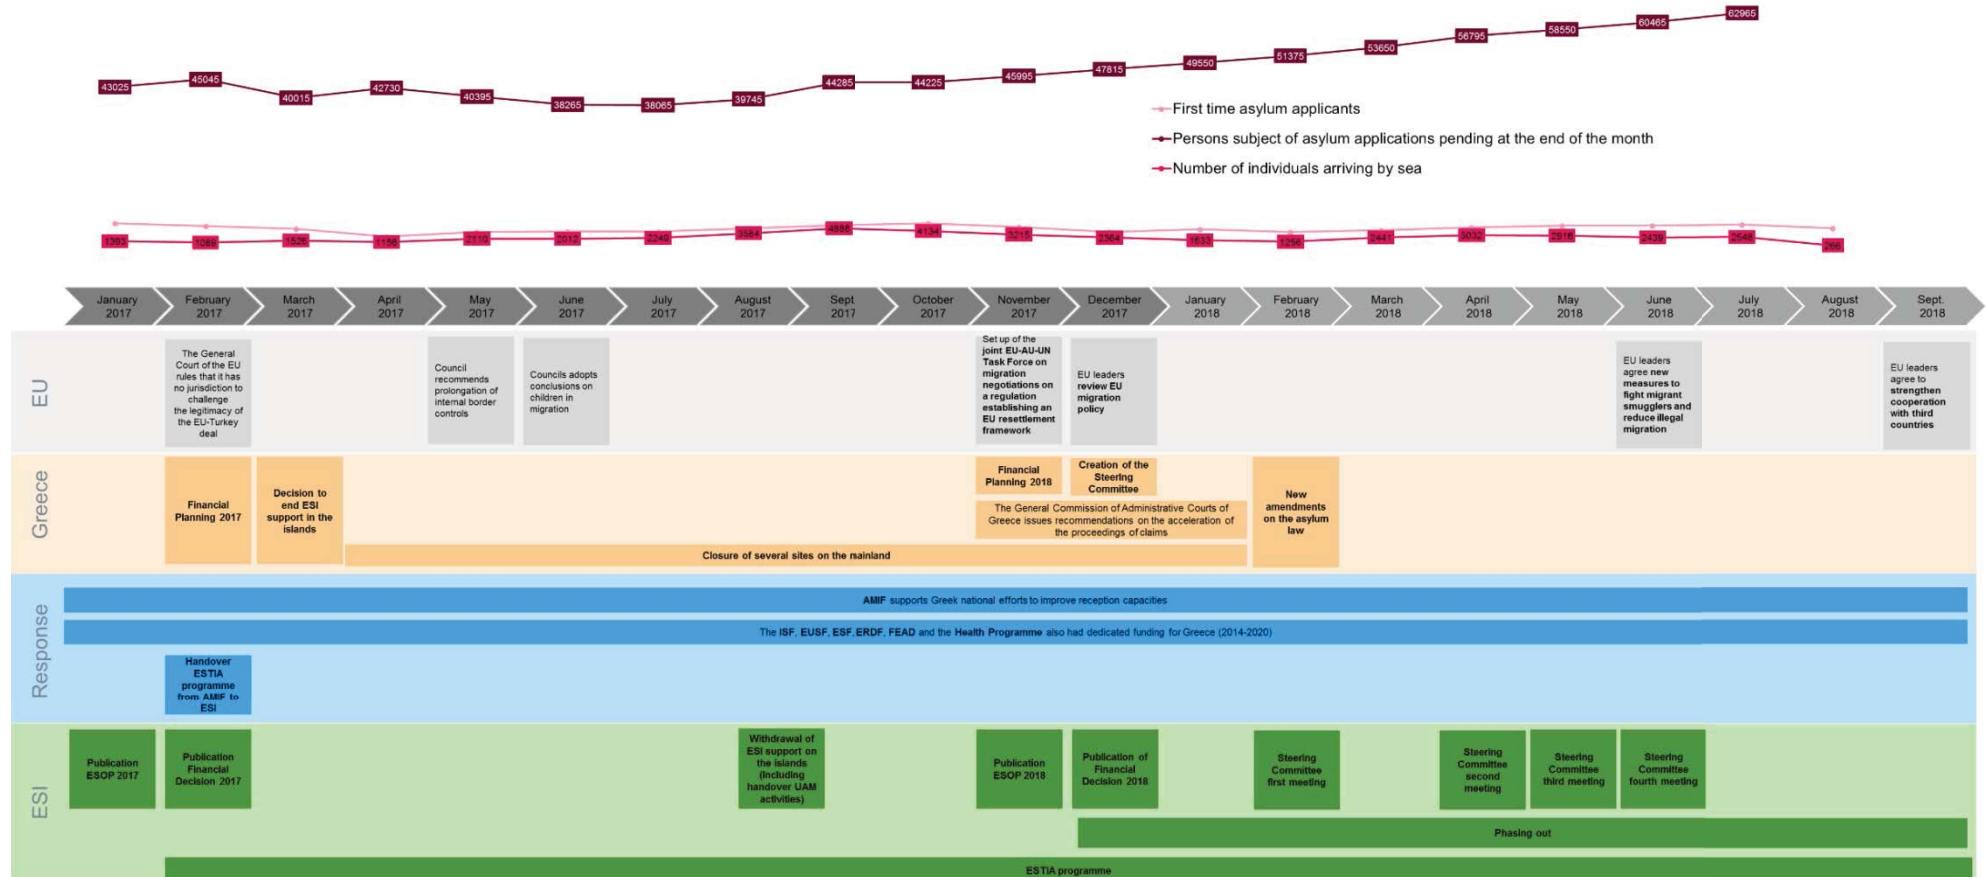 62965
60465
58550
56795
53650
51375
49550
47815
45995
44225
44285
39745
38065
38265
40395
42730
40015
45045
43025
First time asylum applicants
Persons subject of asylum applications pending at the end of the month
Number of individuals arriving by sea
1393
1089
1526
1156
2110
2012
2249
3584
4886
4134
3215
2364
1633
1256
2441
3032
2916
2439
2548
266
January
2017
February
2017
March
2017
April
2017
May
2017
June
2017
July
2017
August
2017
Sept
2017
October
2017
November
2017
December
2017
January
2018
February
2018
March
2018
April
2018
May
2018
June
2018
July
2018
August
2018
Sept.
2018
EU
The General
Court of the EU
rules that it has
no jurisdiction to
challenge
the legitimacy of
the EU-Turkey
deal
Council
recommends
prolongation of
internal border
controls
Councils adopts
conclusions on
children in
migration
Set up of the
joint EU-AU-UN
Task Force on
migration
negotiations on
a regulation
establishing an
EU resettlement
framework
EU leaders
review EU
migration
policy
EU leaders
agree new
measures to
fight migrant
smugglers and
reduce illegal
migration
EU leaders
agree to
strengthen
cooperation
with third
countries
Greece
Financial
Planning 2017
Decision to
end ESI
support in the
islands
Financial
Planning 2018
Creation of the
Steering
Committee
The General Commission of Administrative Courts of
Greece issues recommendations on the acceleration of
the proceedings of claims
New
amendments
on the asylum
law
Closure of several sites on the mainland
Response
AMIF supports Greek national efforts to improve reception capacities
The ISF, EUSF, ESF, ERDF, FEAD and the Health Programme also had dedicated funding for Greece (2014-2020)
Handover
ESTIA
programme
from AMIF to
ESI
ESI
Publication
ESOP 2017
Publication
Financial
Decision 2017
Withdrawal of
ESI support on
the islands
(including
handover UAM
activities)
Publication
ESOP 2018
Publication of
Financial
Decision 2018
Steering
Committee
first meeting
Steering
Committee
second
meeting
Steering
Committee
third meeting
Steering
Committee
fourth meeting
Phasing out
ESTIA programme